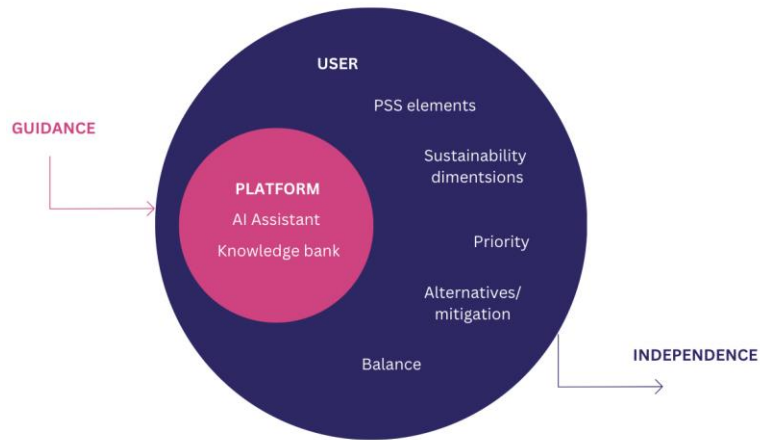 USER
PSS elements
GUIDANCE
Sustainability
dimentsions
PLATFORM
AI Assistant
Knowledge bank
Priority
Alternatives/
mitigation
Balance
INDEPENDENCE